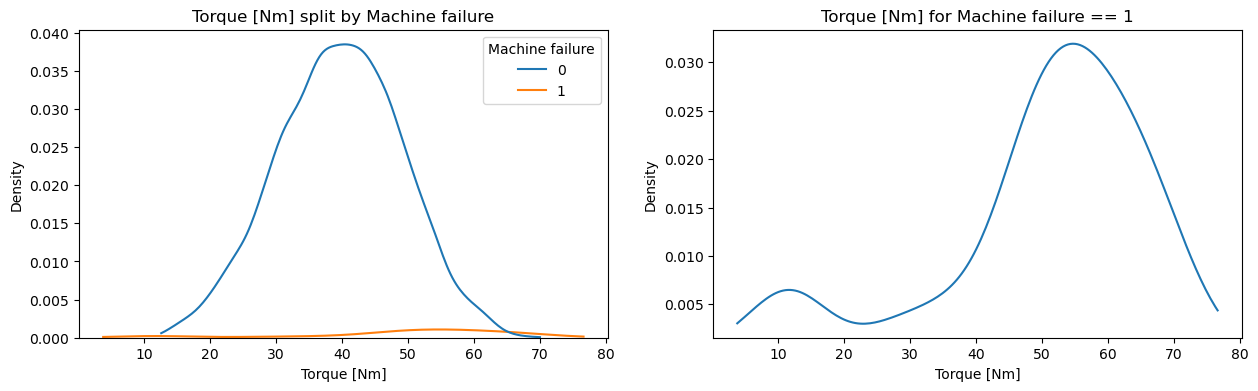 Torque [Nm] split by Machine failure
0.040
0.035
0.030
0.025
0.020
0.015
0.010
0.005
0.000
Density
10 20 30 40 50 60 70 80
Torque [Nm]
Machine failure
0
1
Torque [Nm] for Machine failure == 1
0.030
0.025
0.020
0.015
0.010
0.005
Density
10 20 30 40 50 60 70 80
Torque [Nm]